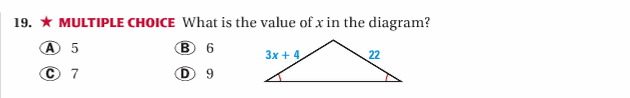 19. ★ MULTIPLE CHOICE What is the value of x in the diagram?
A 5 B 6
3x + 4 22
C 7 D 9